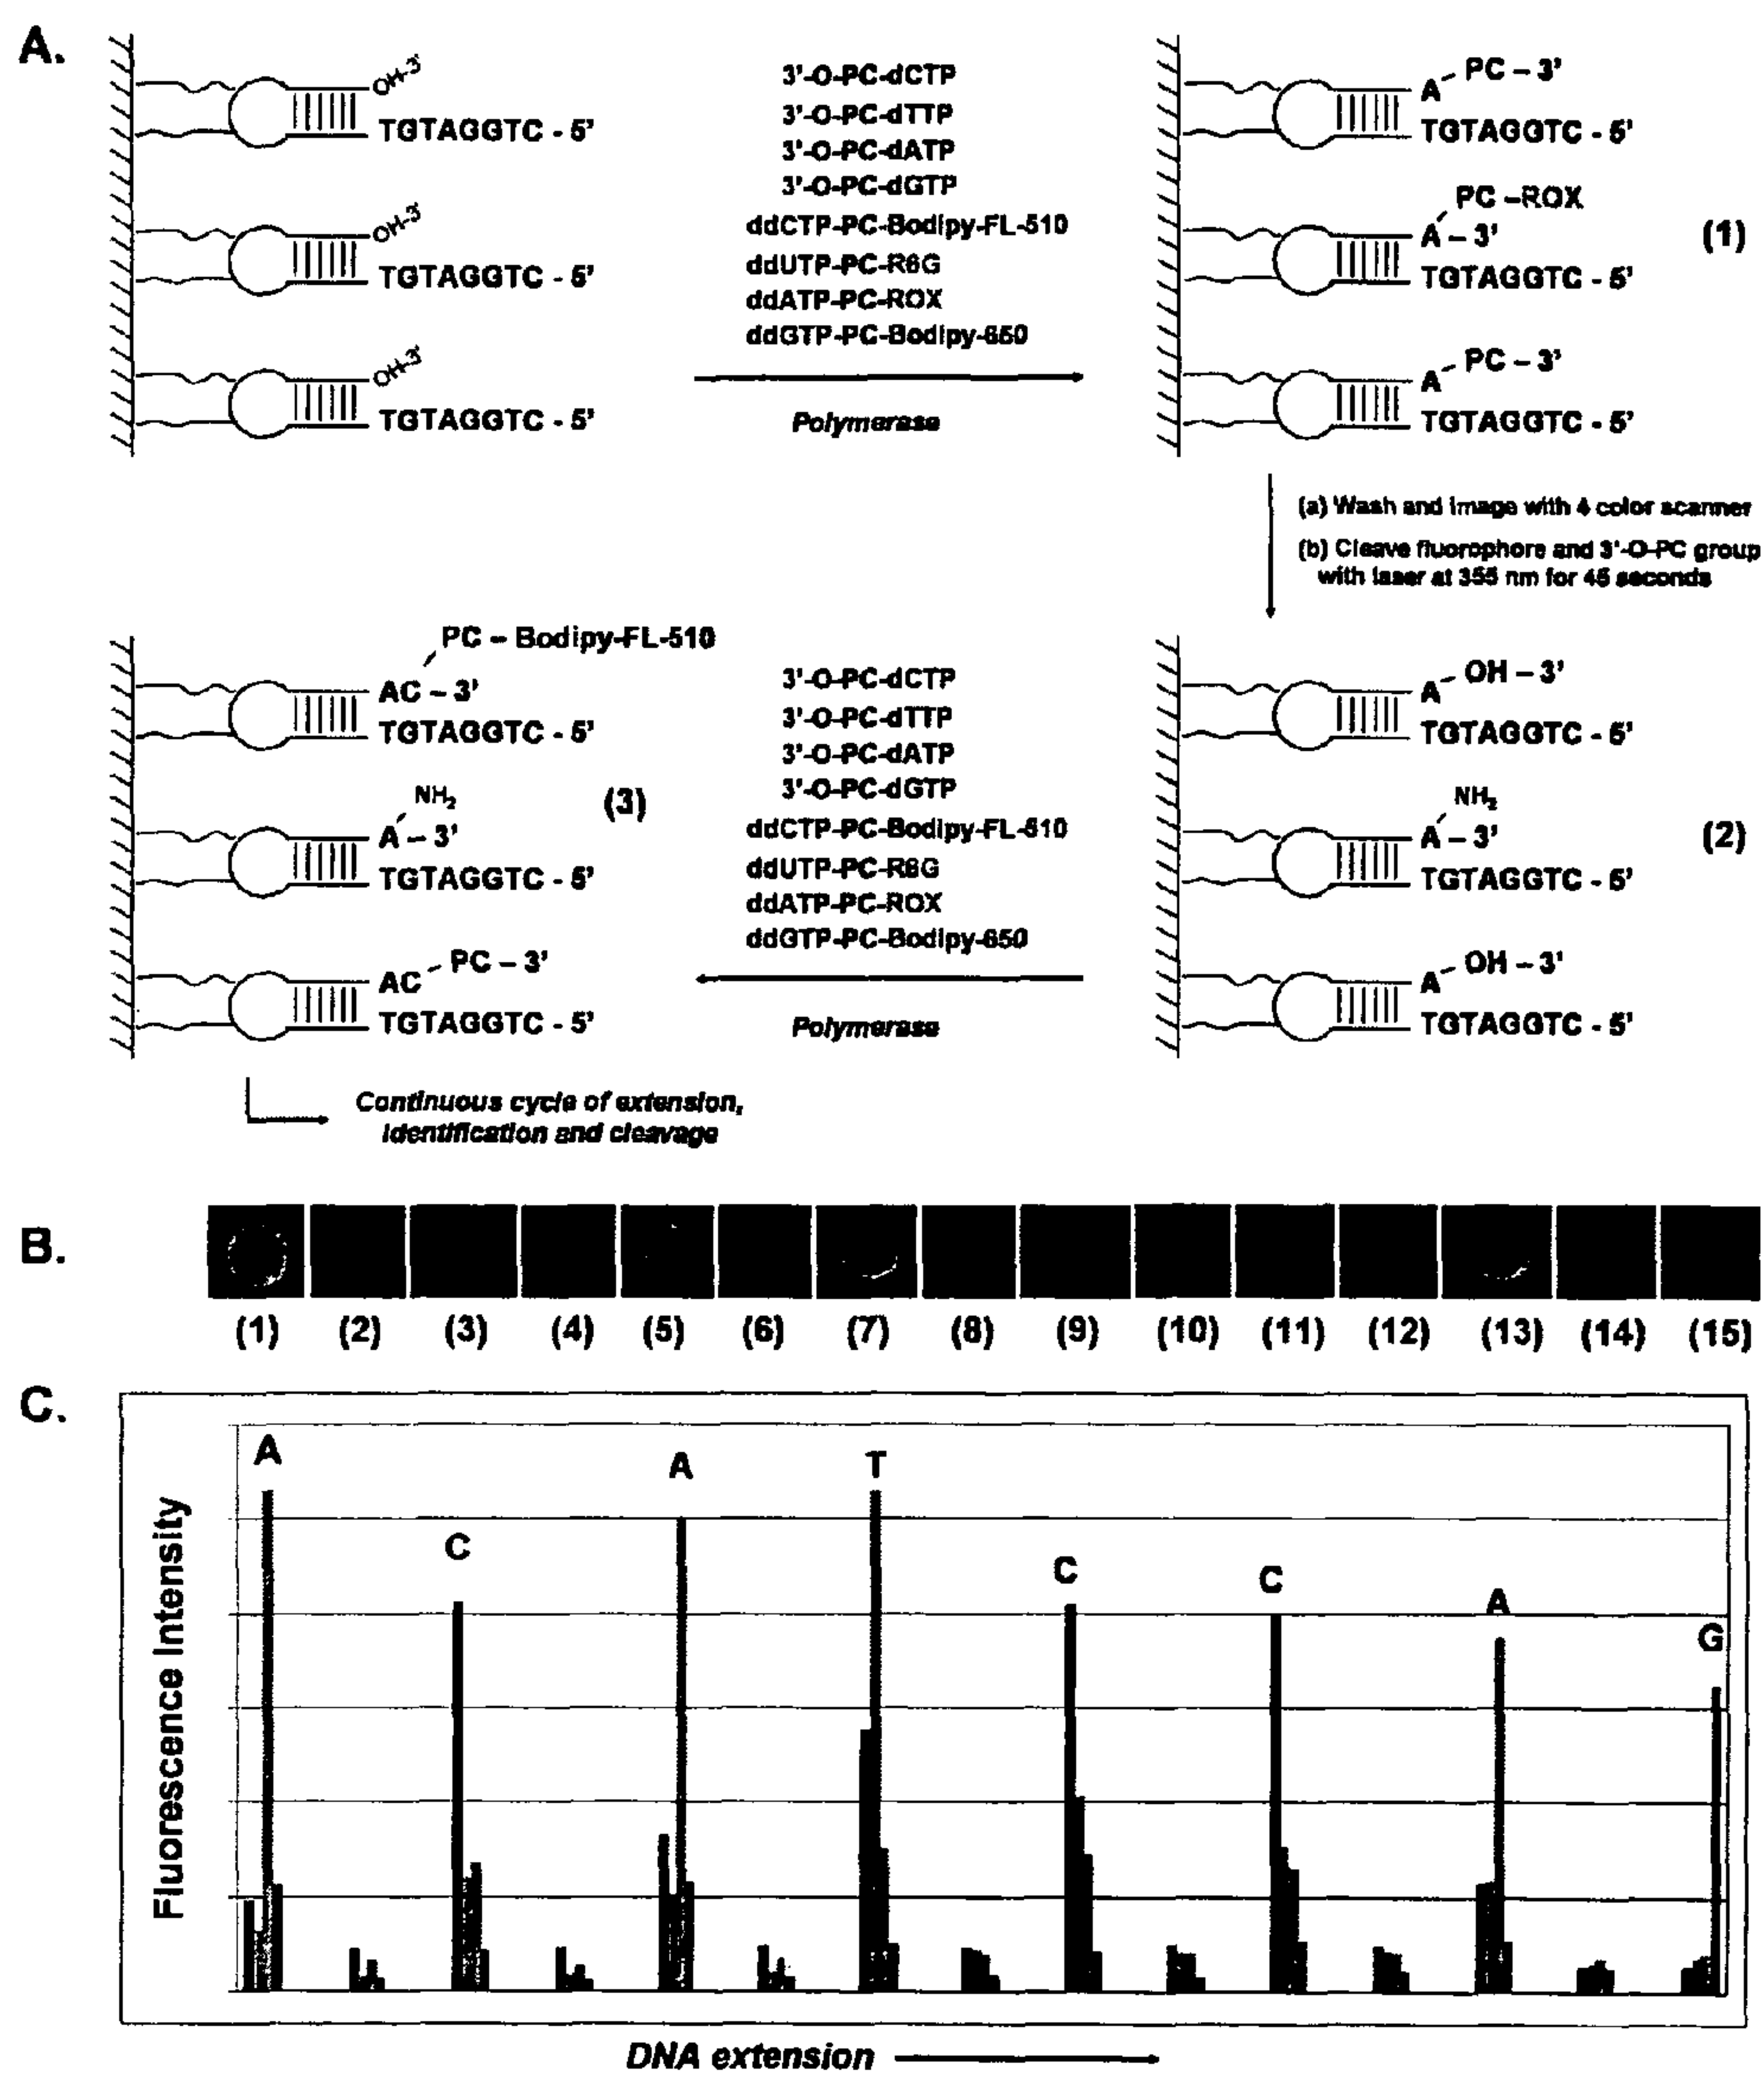 A.
OH-3'
TGTAGGTC - 5'
OH-3'
TGTAGGTC - 5'
OH-3'
TGTAGGTC - 5'
3'-O-PC-dCTP
3'-O-PC-dTTP
3'-O-PC-dATP
3'-O-PC-dGTP
ddCTP-PC-Bodipy-FL-510
ddUTP-PC-R6G
ddATP-PC-ROX
ddGTP-PC-Bodipy-650
Polymerase
PC – 3'
A
TGTAGGTC - 5'
PC –ROX
A – 3'
TGTAGGTC - 5'
PC – 3'
A
TGTAGGTC - 5'
(1)
(a) Wash and image with 4 color scanner
(b) Cleave fluorophore and 3'-O-PC group
with laser at 355 nm for 45 seconds
OH – 3'
A
TGTAGGTC - 5'
NH2
A – 3'
TGTAGGTC - 5'
OH – 3'
A
TGTAGGTC - 5'
(2)
3'-O-PC-dCTP
3'-O-PC-dTTP
3'-O-PC-dATP
3'-O-PC-dGTP
ddCTP-PC-Bodipy-FL-510
ddUTP-PC-R6G
ddATP-PC-ROX
ddGTP-PC-Bodipy-650
Polymerase
PC – Bodipy-FL-510
AC – 3'
TGTAGGTC - 5'
NH2
A – 3'
TGTAGGTC - 5'
PC – 3'
AC
TGTAGGTC - 5'
(3)
Continuous cycle of extension,
identification and cleavage
B.
(1) (2) (3) (4) (5) (6) (7) (8) (9) (10) (11) (12) (13) (14) (15)
C.
Fluorescence Intensity
A C A T C C A G
DNA extension